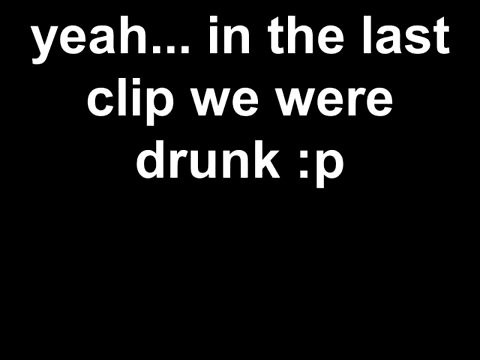 yeah... in the last
clip we were
drunk :p